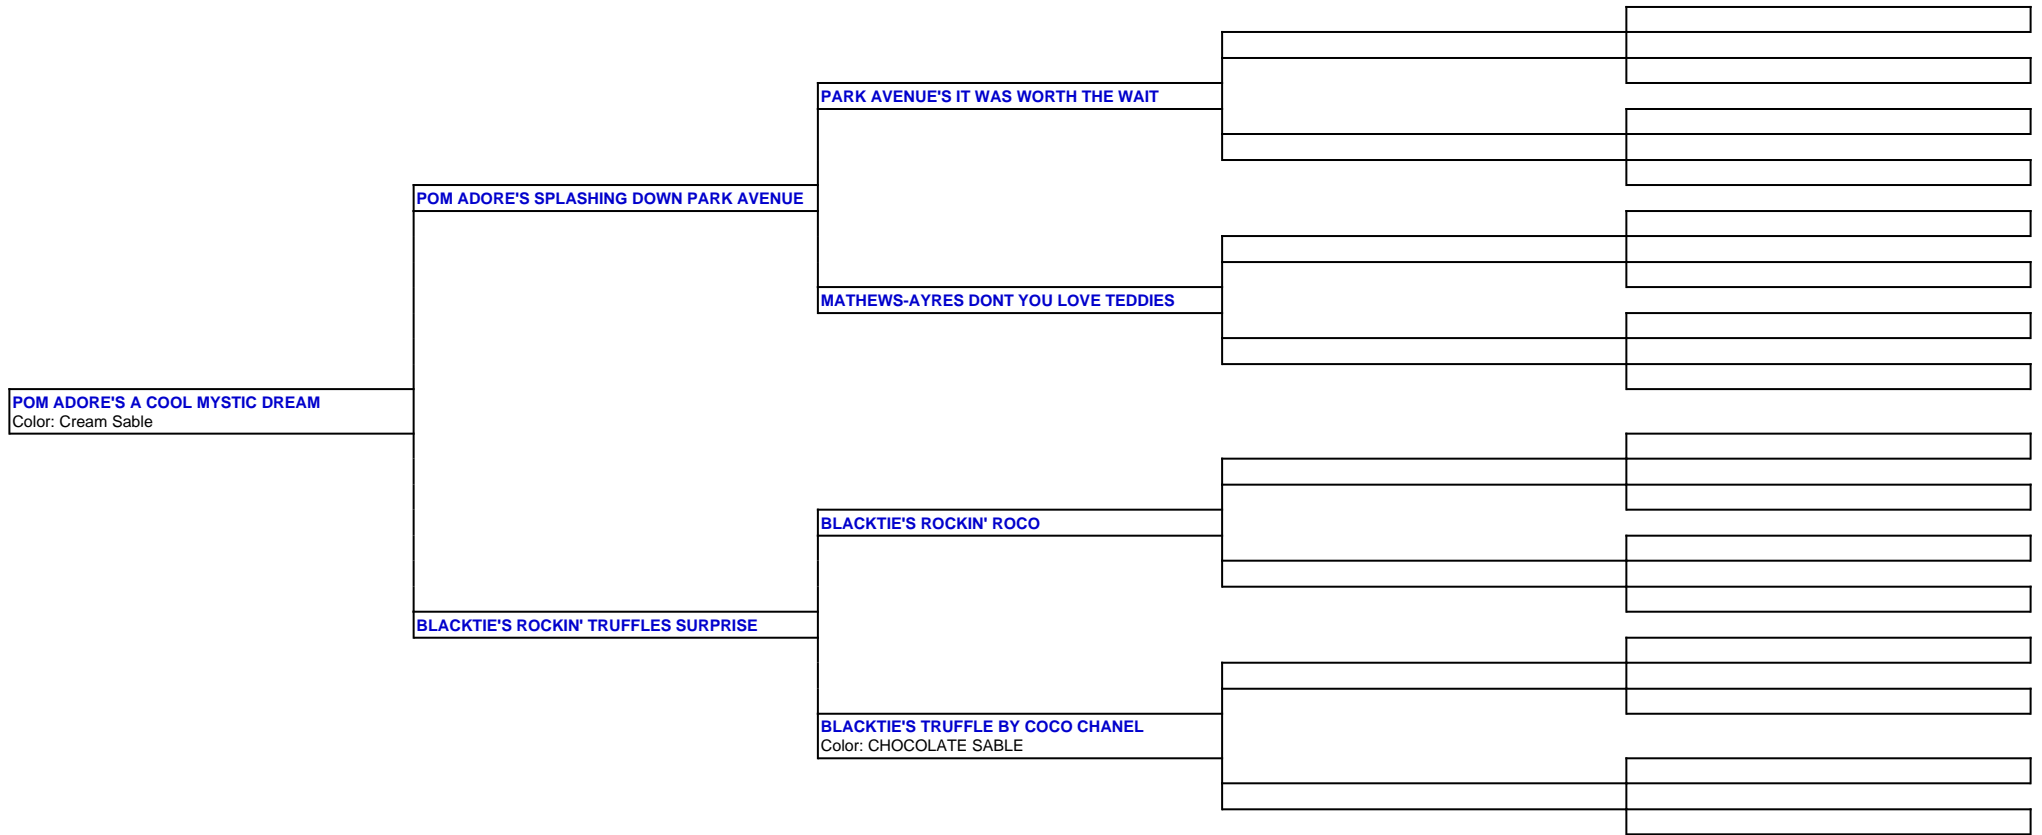 PARK AVENUE'S IT WAS WORTH THE WAIT
POM ADORE'S SPLASHING DOWN PARK AVENUE
MATHEWS-AYRES DONT YOU LOVE TEDDIES
POM ADORE'S A COOL MYSTIC DREAM
Color: Cream Sable
BLACKTIE'S ROCKIN' ROCO
BLACKTIE'S ROCKIN' TRUFFLES SURPRISE
BLACKTIE'S TRUFFLE BY COCO CHANEL
Color: CHOCOLATE SABLE